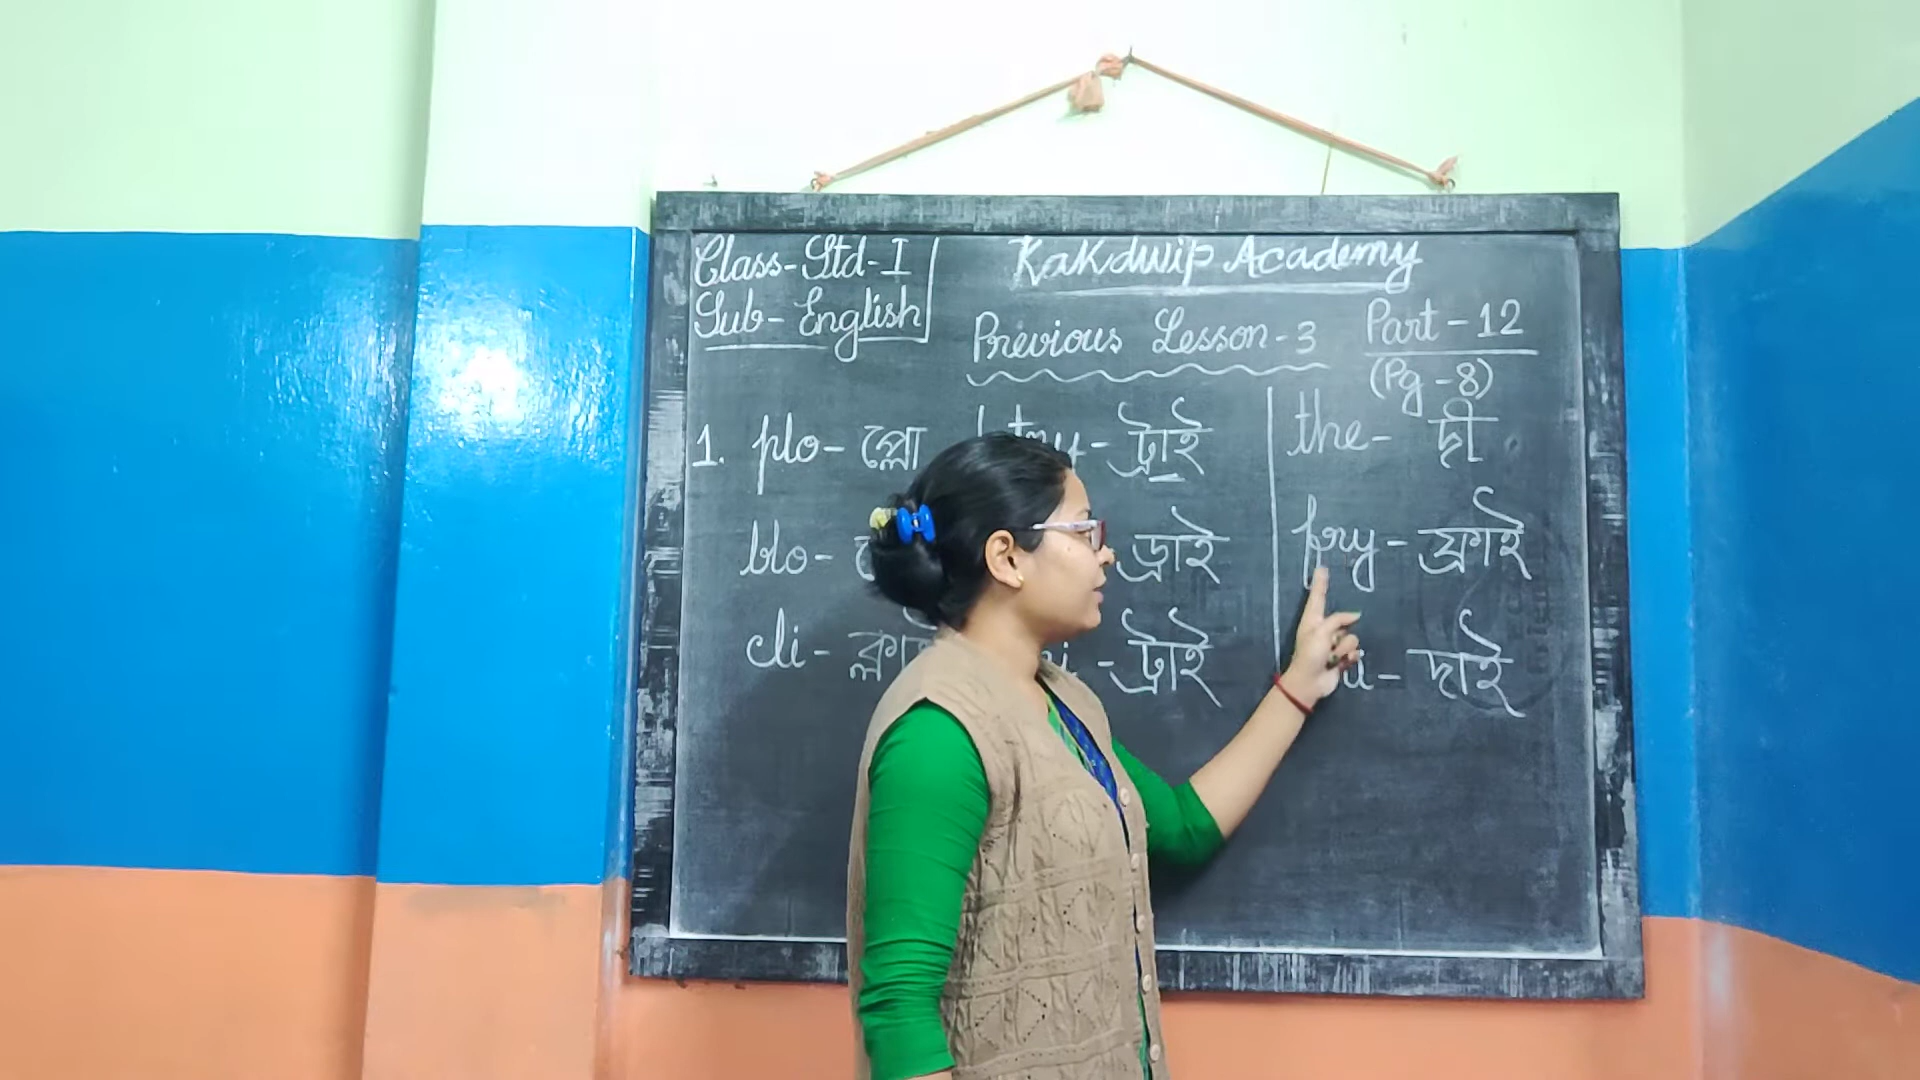 Class-Std-I
Sub-English
Kakdwip Academy
Previous Lesson-3
Part-12
(Pg-8)
1. plo- প্লো try- ট্রাই the- দী
blo- ড্রাই fry- ফ্রাই
cli- ট্রাই দাই